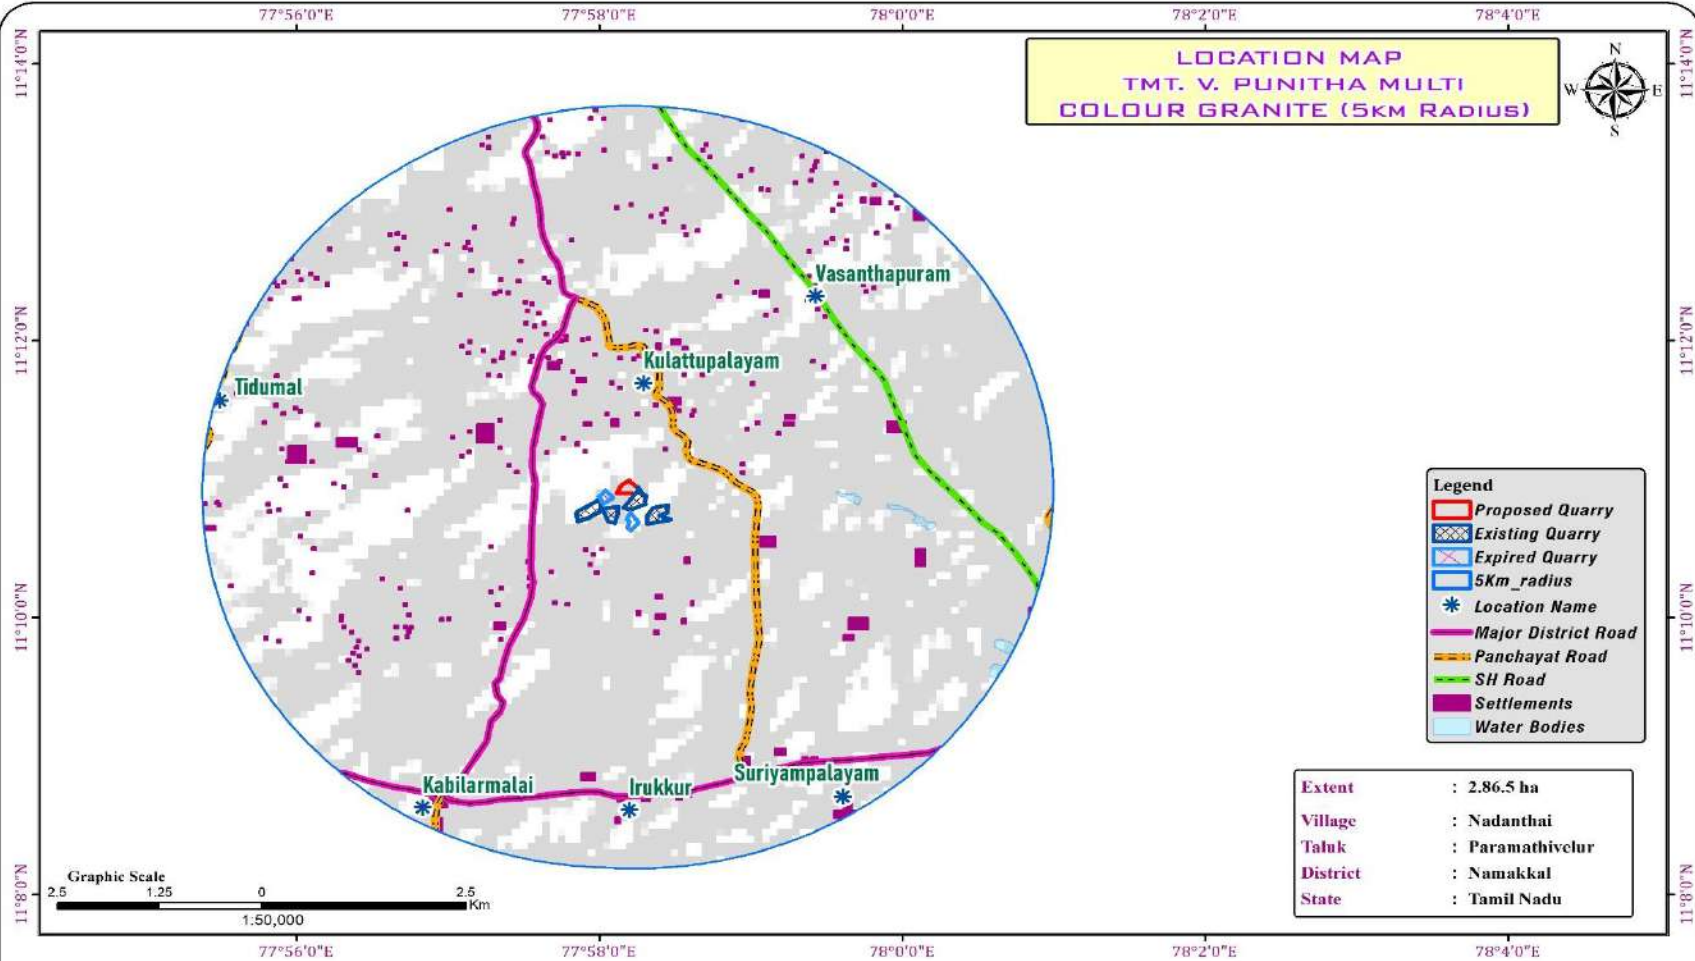 77°56'0"E 77°58'0"E 78°0'0"E 78°2'0"E 78°4'0"E
11°14'0"N
11°14'0"N
LOCATION MAP
TMT. V. PUNITHA MULTI
COLOUR GRANITE (5KM RADIUS)
N
W E
S
Vasanthapuram
11°12'0"N
11°12'0"N
Kulattupalayam
Tidumal
Legend
Proposed Quarry
Existing Quarry
Expired Quarry
5Km_radius
Location Name
Major District Road
Panchayat Road
SH Road
Settlements
Water Bodies
11°10'0"N
11°10'0"N
Suriyampalayam
Kabilarmalai
Irukkur
Extent : 2.86.5 ha
Village : Nadanthai
Taluk : Paramathivelur
District : Namakkal
State : Tamil Nadu
Graphic Scale
2.5 1.25 0 2.5
Km
1:50,000
11°8'0"N
11°8'0"N
77°56'0"E 77°58'0"E 78°0'0"E 78°2'0"E 78°4'0"E